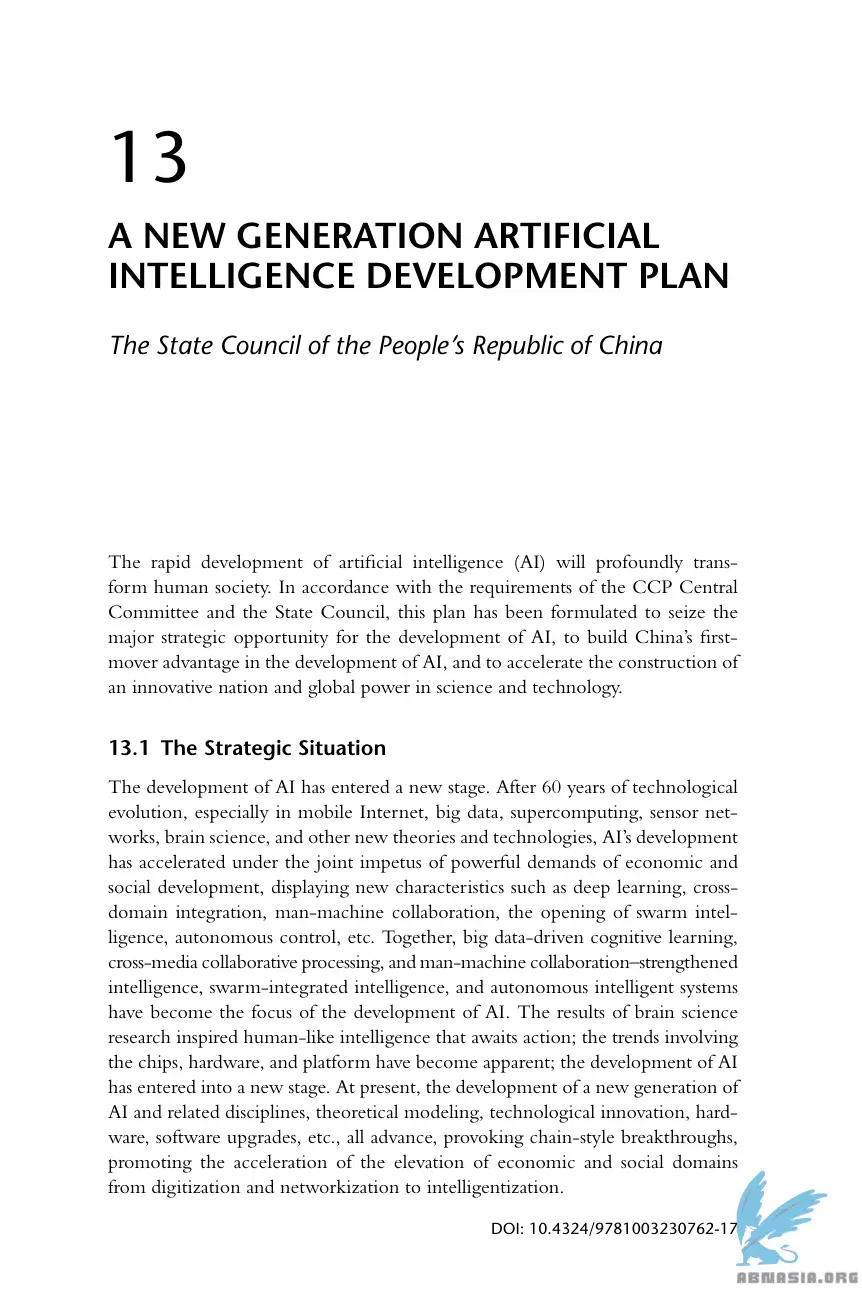 13
A NEW GENERATION ARTIFICIAL
INTELLIGENCE DEVELOPMENT PLAN
The State Council of the People’s Republic of China
The rapid development of artificial intelligence (AI) will profoundly trans-
form human society. In accordance with the requirements of the CCP Central
Committee and the State Council, this plan has been formulated to seize the
major strategic opportunity for the development of AI, to build China’s first-
mover advantage in the development of AI, and to accelerate the construction of
an innovative nation and global power in science and technology.
13.1 The Strategic Situation
The development of AI has entered a new stage. After 60 years of technological
evolution, especially in mobile Internet, big data, supercomputing, sensor net-
works, brain science, and other new theories and technologies, AI’s development
has accelerated under the joint impetus of powerful demands of economic and
social development, displaying new characteristics such as deep learning, cross-
domain integration, man-machine collaboration, the opening of swarm intel-
ligence, autonomous control, etc. Together, big data-driven cognitive learning,
cross-media collaborative processing, and man-machine collaboration–strengthened
intelligence, swarm-integrated intelligence, and autonomous intelligent systems
have become the focus of the development of AI. The results of brain science
research inspired human-like intelligence that awaits action; the trends involving
the chips, hardware, and platform have become apparent; the development of AI
has entered into a new stage. At present, the development of a new generation of
AI and related disciplines, theoretical modeling, technological innovation, hard-
ware, software upgrades, etc., all advance, provoking chain-style breakthroughs,
promoting the acceleration of the elevation of economic and social domains
from digitization and networkization to intelligentization.
DOI: 10.4324/9781003230762-17
ABNASIA.ORG